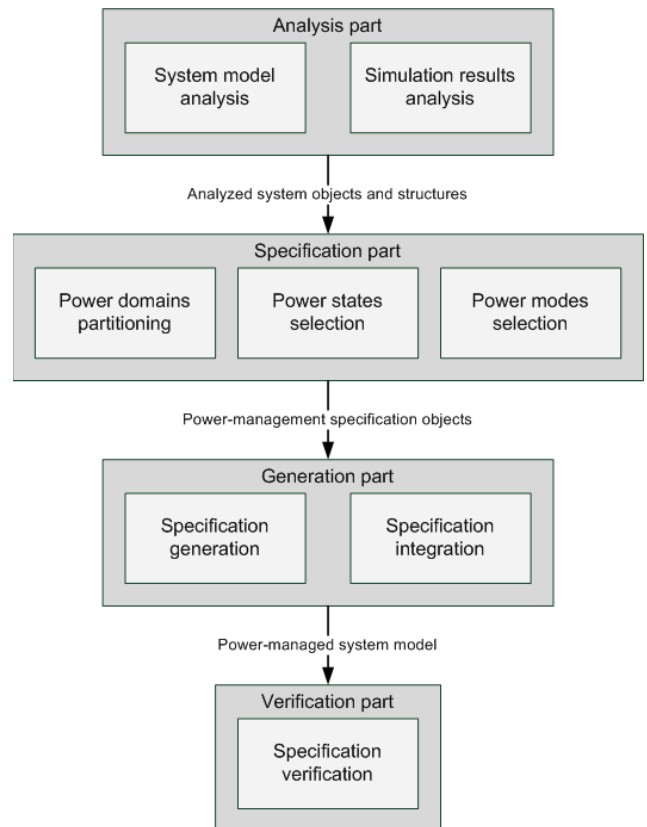 Analysis part
System model
analysis
Simulation results
analysis
Analyzed system objects and structures
Specification part
Power domains
partitioning
Power states
selection
Power modes
selection
Power-management specification objects
Generation part
Specification
generation
Specification
integration
Power-managed system model
Verification part
Specification
verification